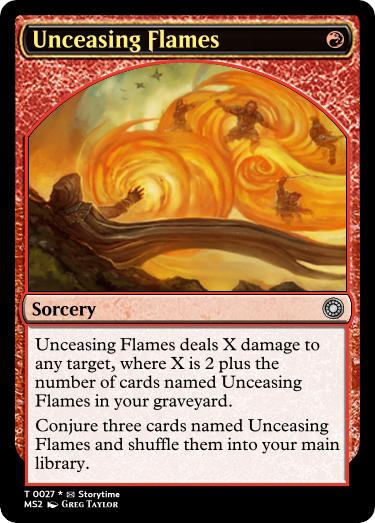 Unceasing Flames
Sorcery
Unceasing Flames deals X damage to
any target, where X is 2 plus the
number of cards named Unceasing
Flames in your graveyard.
Conjure three cards named Unceasing
Flames and shuffle them into your main
library.
T 0027 * Storytime
MS2 Greg Taylor